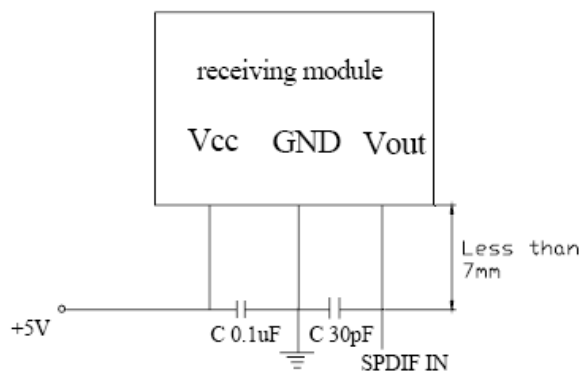 receiving module
Vcc GND Vout
Less than
7mm
+5V
C 0.1uF C 30pF
SPDIF IN